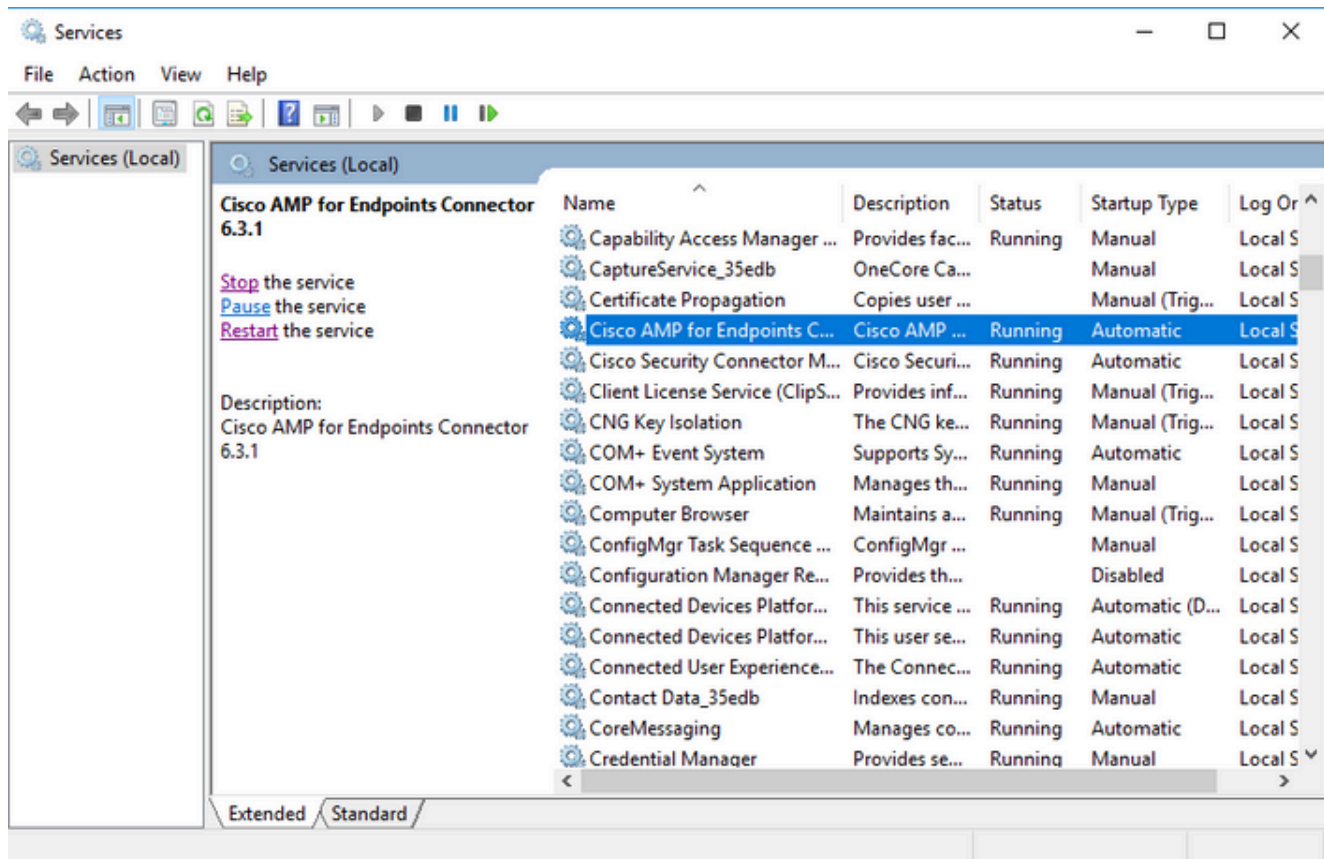 Services
File Action View Help
Services (Local)
Services (Local)
Cisco AMP for Endpoints Connector
6.3.1
Stop the service
Pause the service
Restart the service
Description:
Cisco AMP for Endpoints Connector
6.3.1
Name Description Status Startup Type Log Or
Capability Access Manager ... Provides fac... Running Manual Local S
CaptureService_35edb OneCore Ca... Manual Local S
Certificate Propagation Copies user ... Manual (Trig... Local S
Cisco AMP for Endpoints C... Cisco AMP ... Running Automatic Local S
Cisco Security Connector M... Cisco Securi... Running Automatic Local S
Client License Service (ClipS... Provides inf... Running Manual (Trig... Local S
CNG Key Isolation The CNG ke... Running Manual (Trig... Local S
COM+ Event System Supports Sy... Running Automatic Local S
COM+ System Application Manages th... Running Manual Local S
Computer Browser Maintains a... Running Manual (Trig... Local S
ConfigMgr Task Sequence ... ConfigMgr ... Manual Local S
Configuration Manager Re... Provides th... Disabled Local S
Connected Devices Platfor... This service ... Running Automatic (D... Local S
Connected Devices Platfor... This user se... Running Automatic Local S
Connected User Experience... The Connec... Running Automatic Local S
Contact Data_35edb Indexes con... Running Manual Local S
CoreMessaging Manages co... Running Automatic Local S
Credential Manager Provides se... Running Manual Local S
Extended Standard